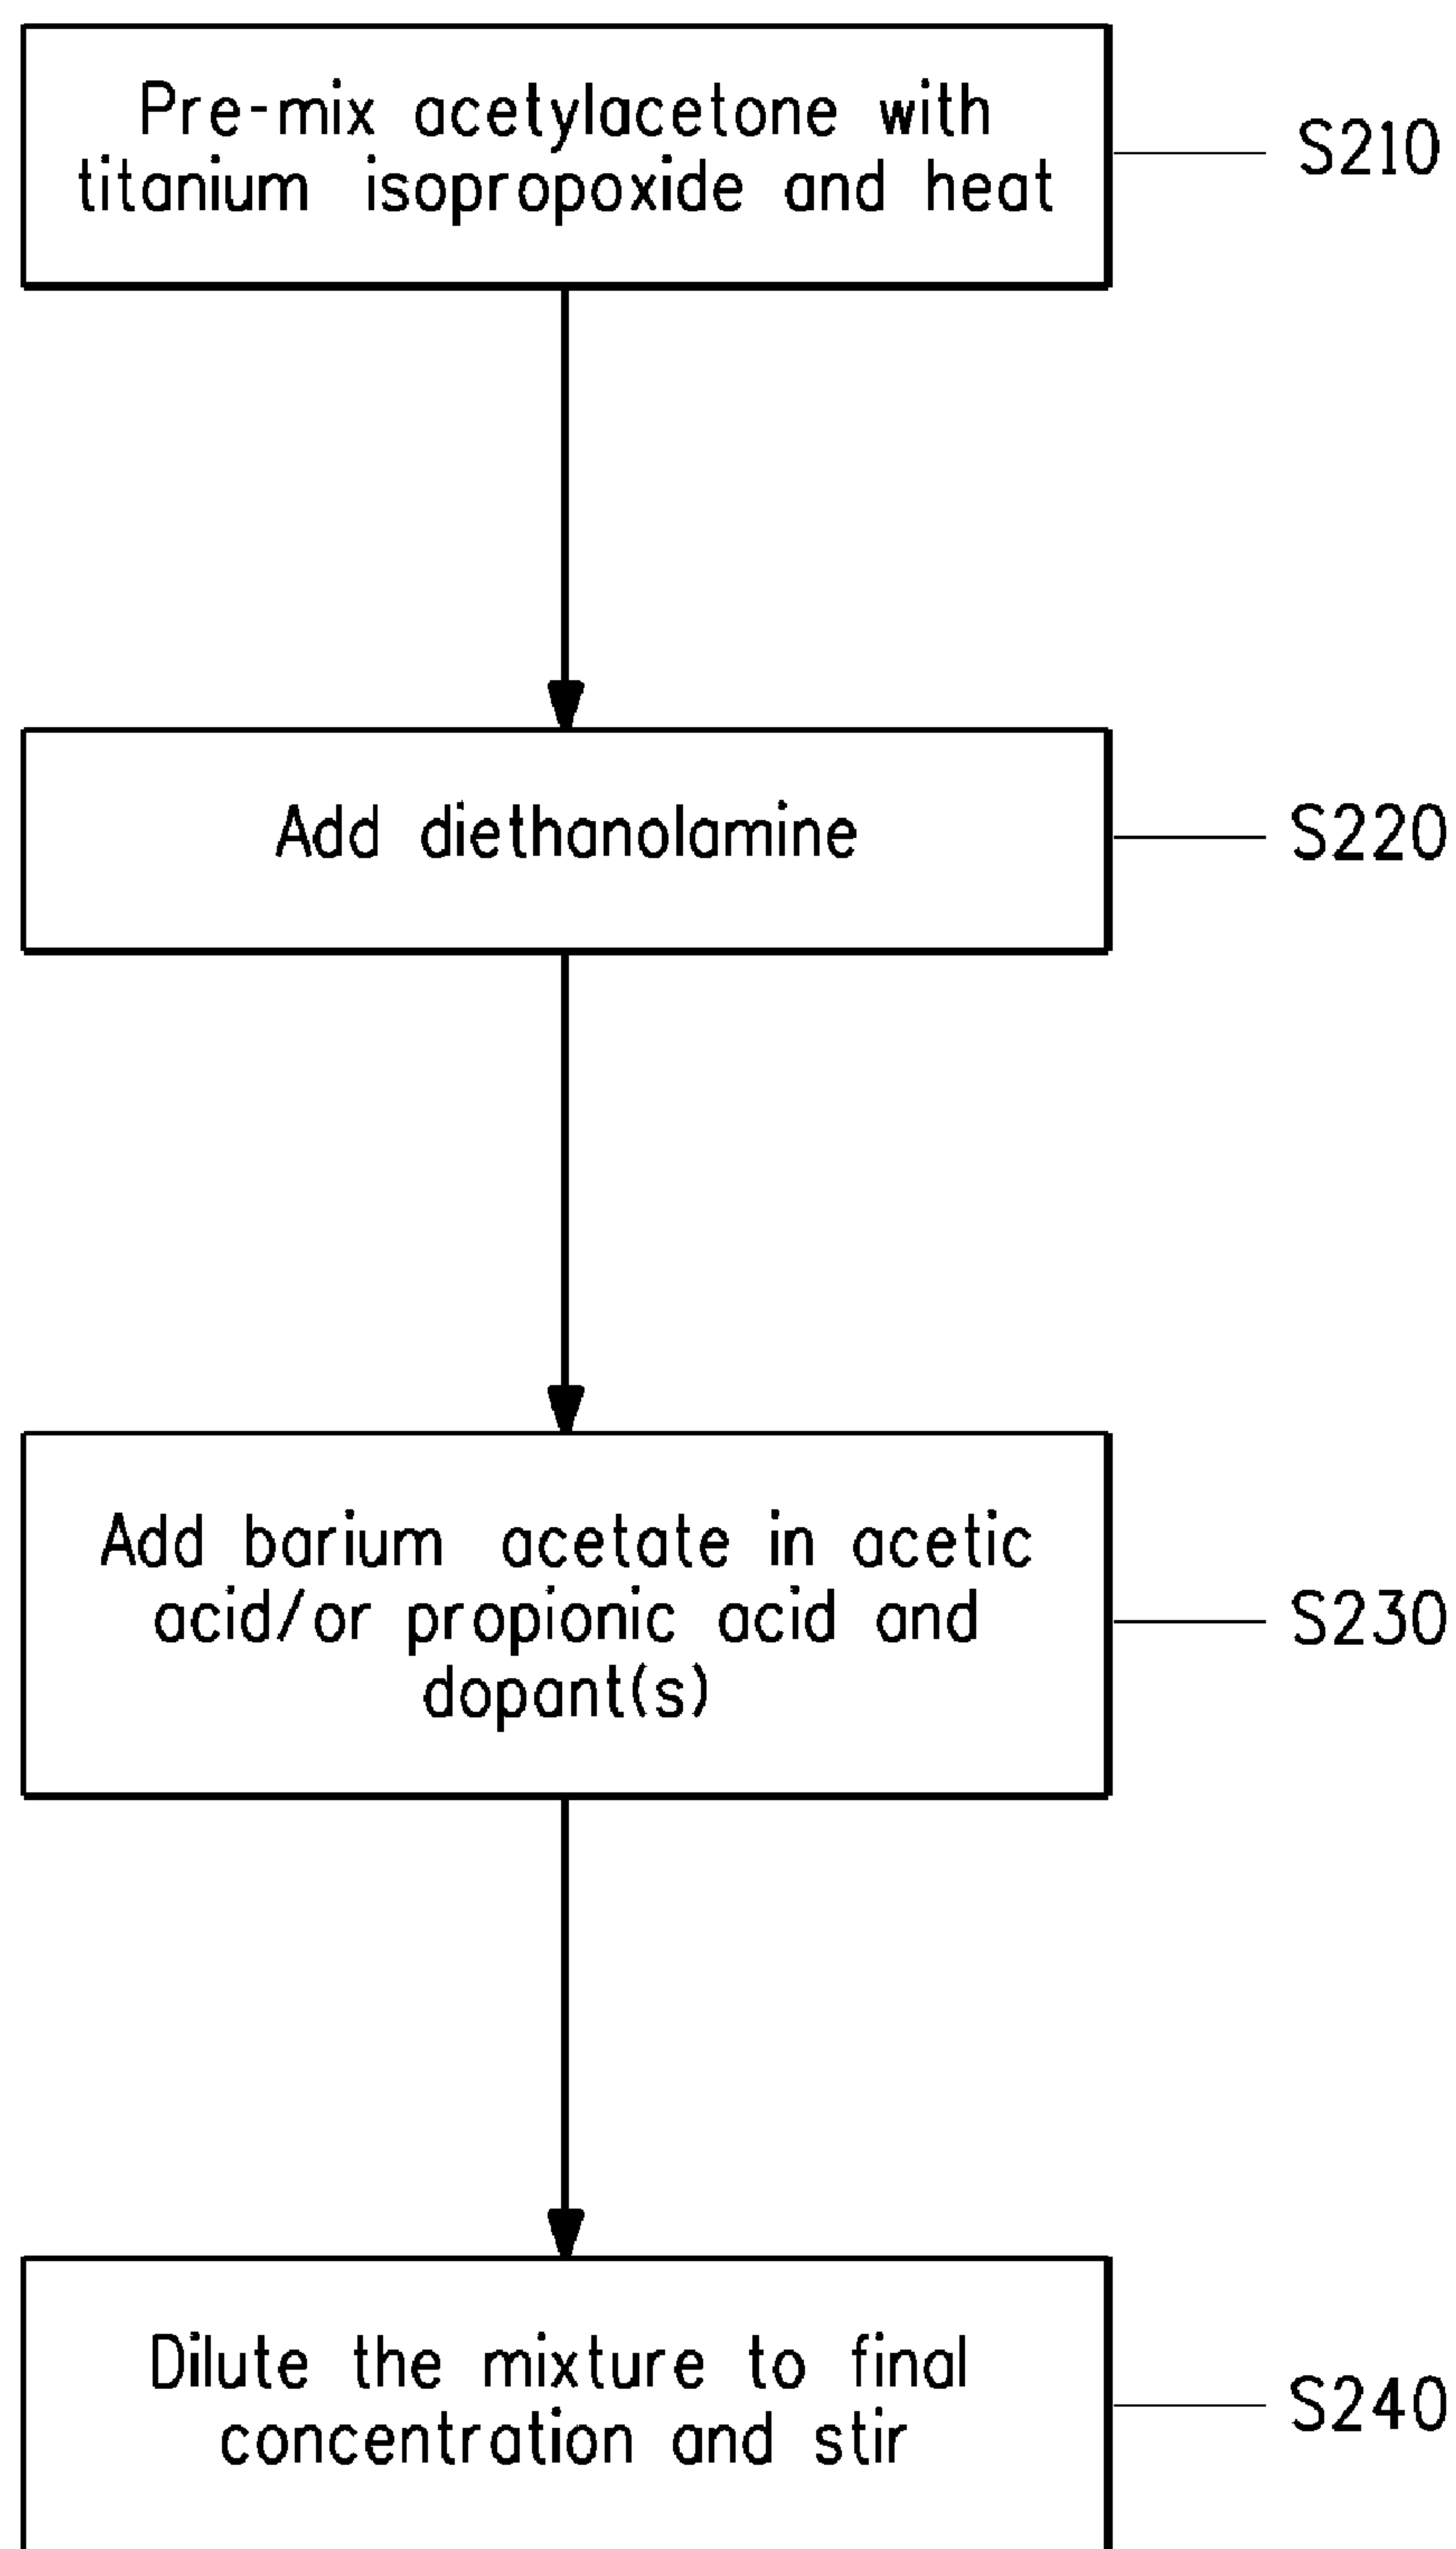 Pre-mix acetylacetone with
titanium isopropoxide and heat
S210
Add diethanolamine
S220
Add barium acetate in acetic
acid/or propionic acid and
dopant(s)
S230
Dilute the mixture to final
concentration and stir
S240